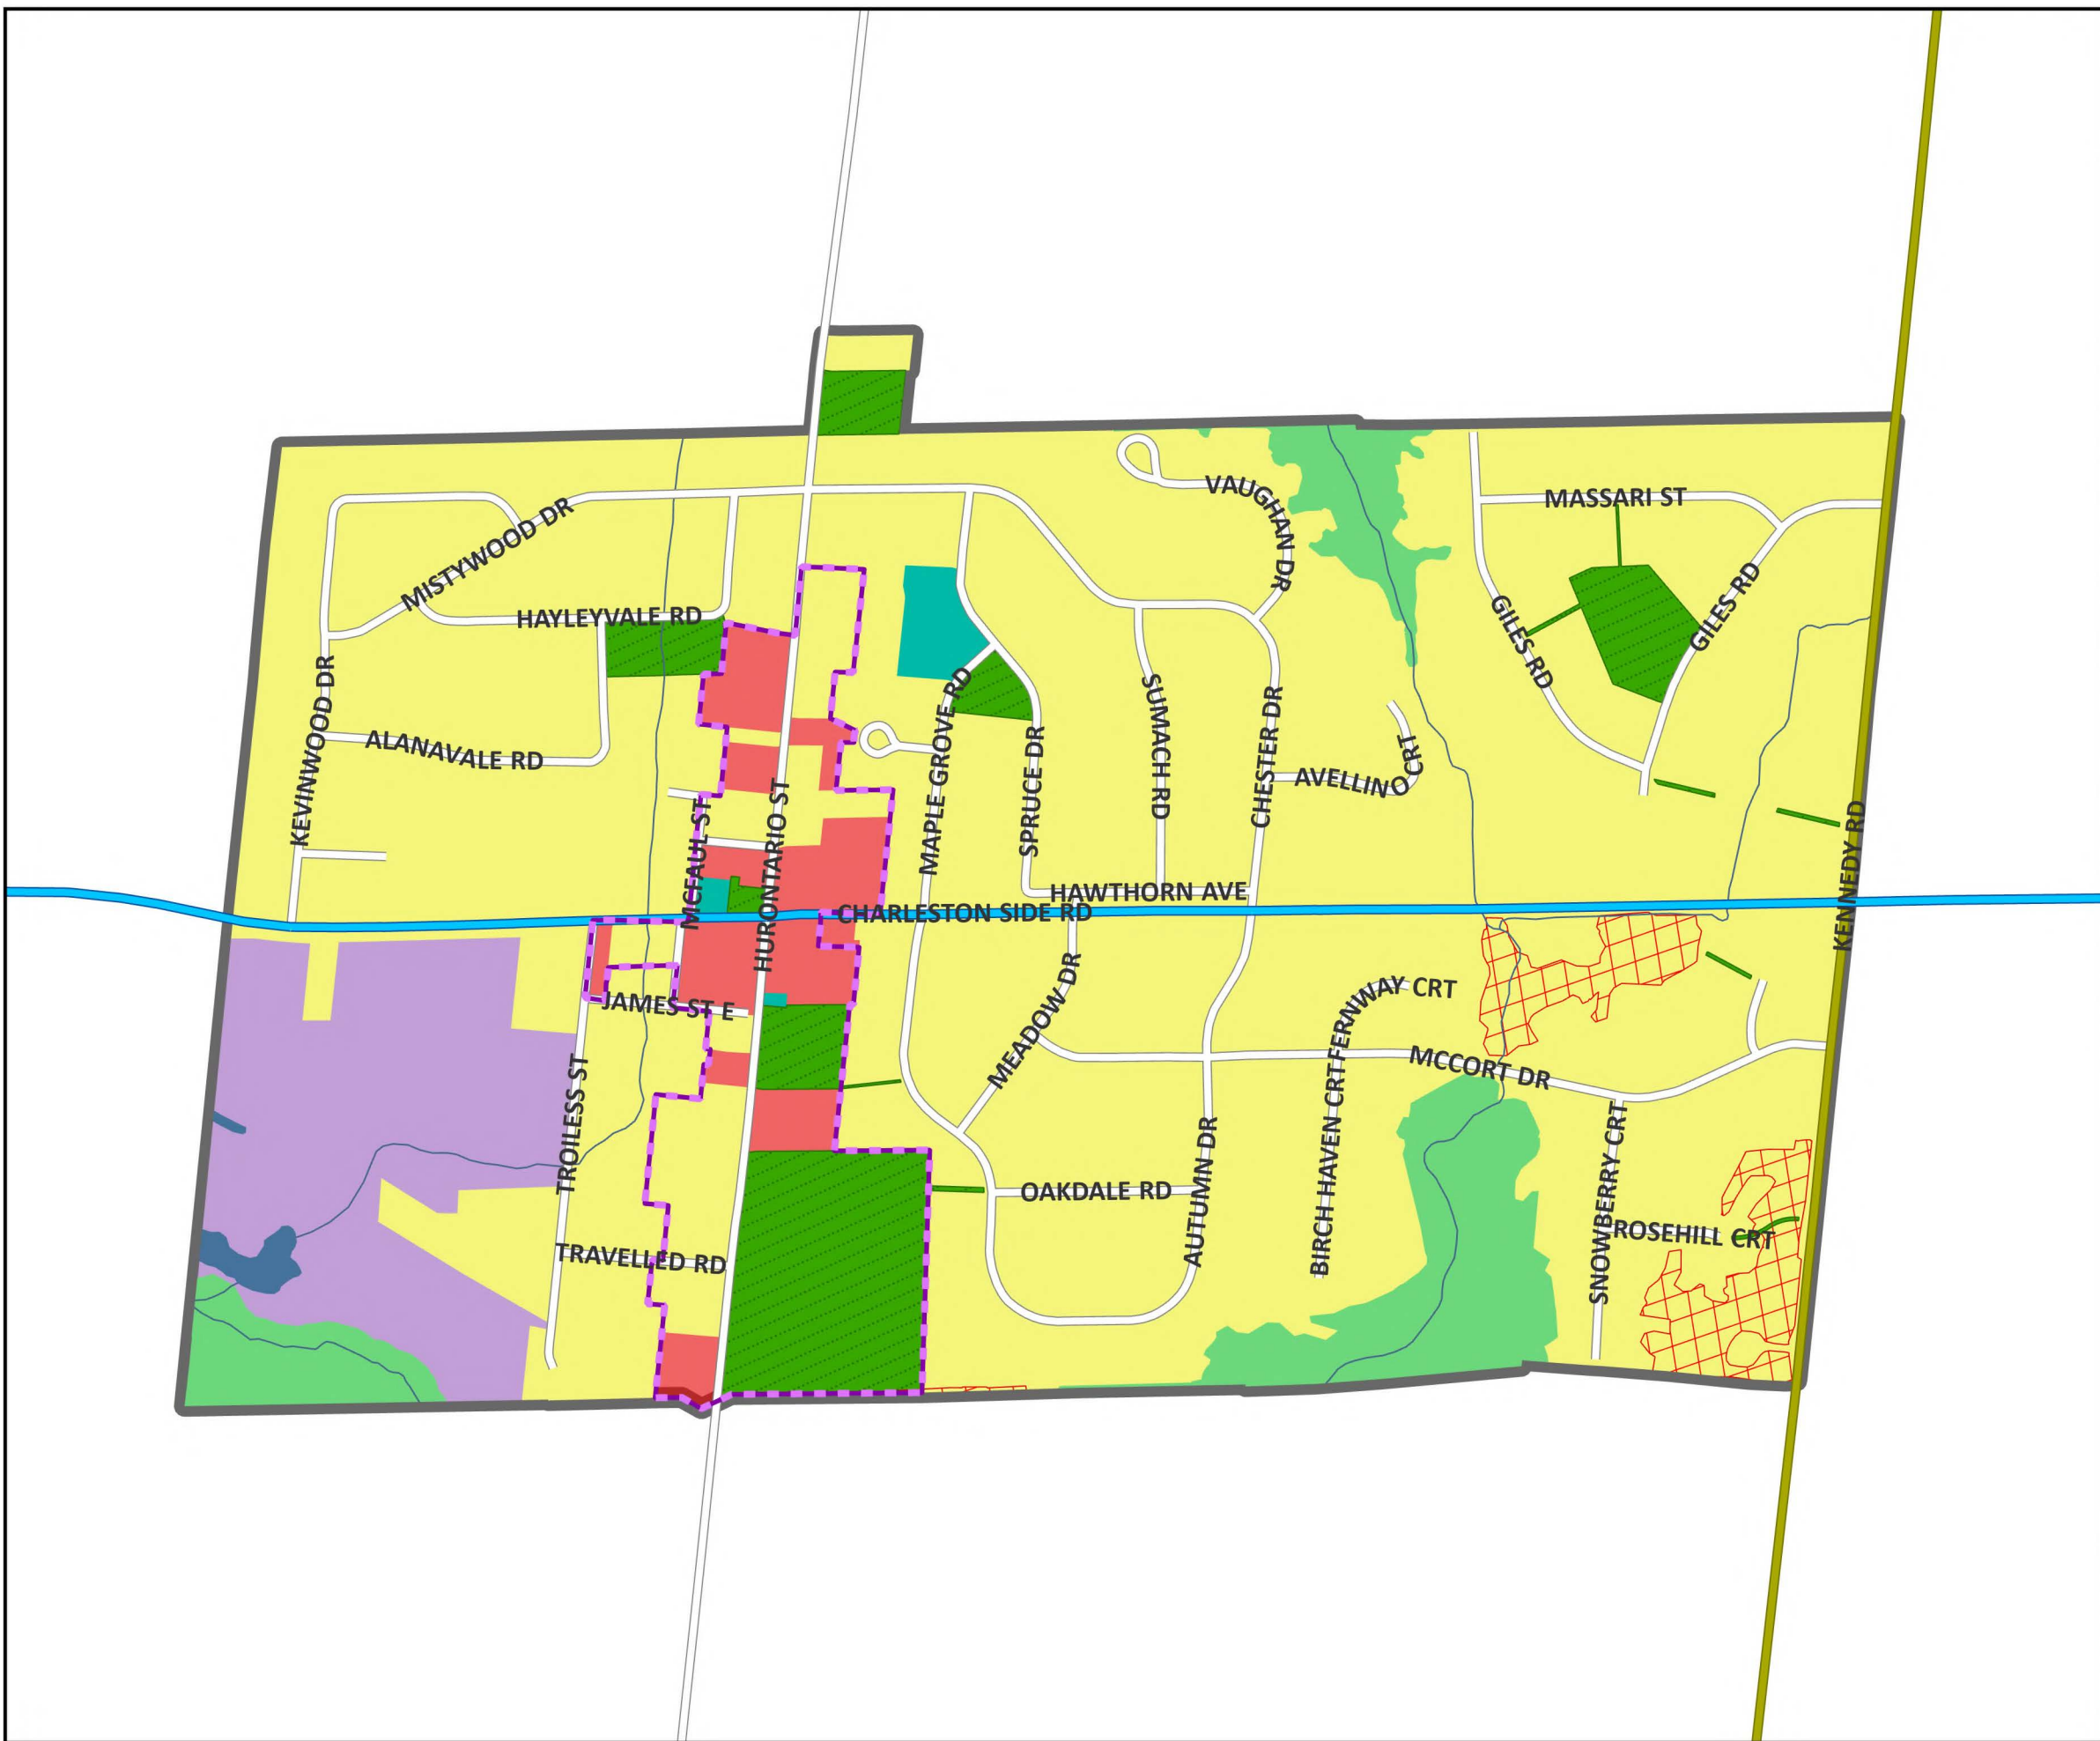 VAUGHAN DR
MASSARI ST
MISTYWOOD DR
HAYLEYVALE RD
GILES RD
GILES RD
KEVINWOOD DR
ALANAVALE RD
MAPLE GROVE RD
SPRUCE DR
SUMACH RD
CHESTER DR
AVELLINO CRT
MCFAUL ST
HURONTARIO ST
KENNEDY RD
HAWTHORN AVE
CHARLESTON SIDE RD
JAMES ST E
MEADOW DR
FERNWAY CRT
MCCORT DR
TROILESS ST
OAKDALE RD
AUTUMN DR
BIRCH HAVEN CRT
SNOWBERRY CRT
ROSEHILL CRT
TRAVELLED RD